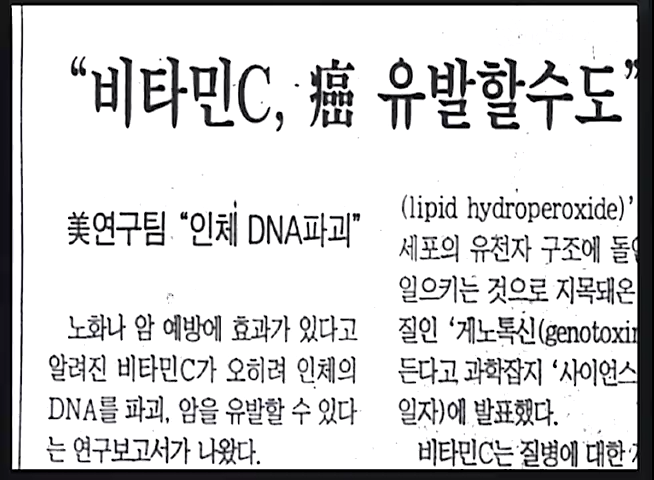 “비타민C, 癌 유발할수도”
美연구팀 “인체 DNA파괴”
노화나 암 예방에 효과가 있다고
알려진 비타민C가 오히려 인체의
DNA를 파괴, 암을 유발할 수 있다
는 연구보고서가 나왔다.
(lipid hydroperoxide)’
세포의 유전자 구조에
일으키는 것으로 지목돼온
질인 ‘게노톡신(genotoxin
든다고 과학잡지 ‘사이언스
일자)에 발표했다.
비타민C는 질병에 대한